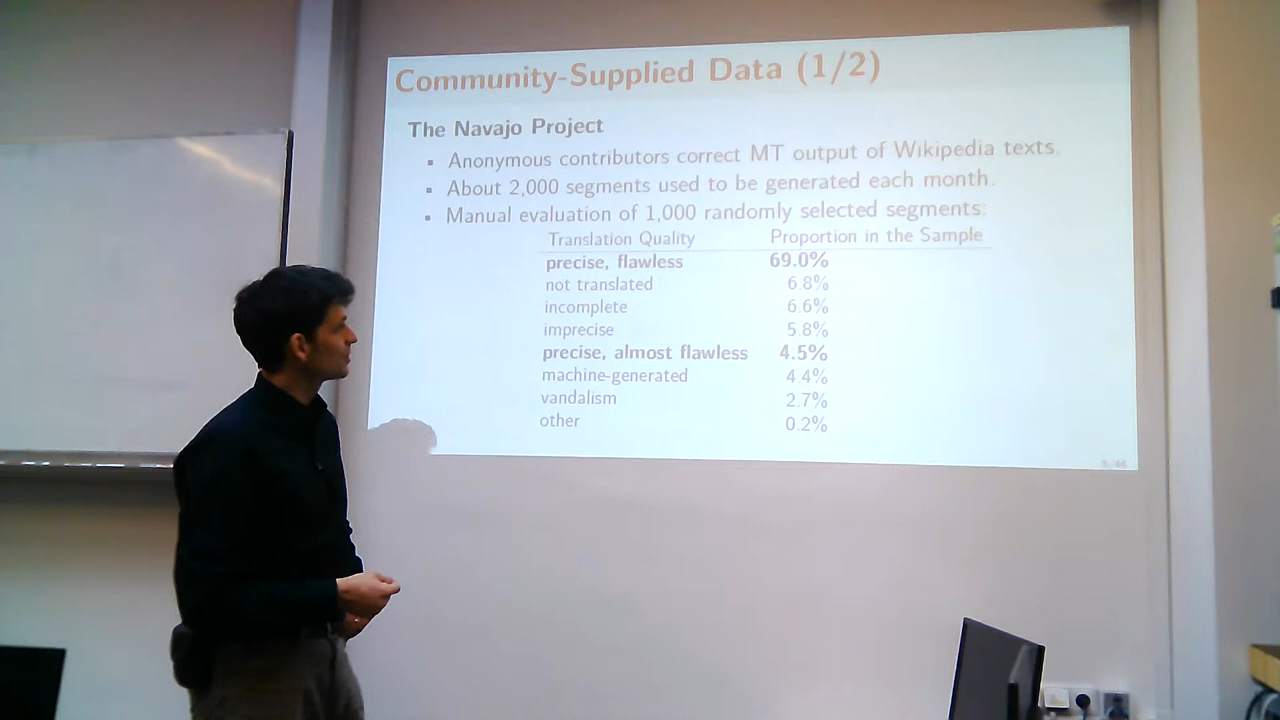 Community-Supplied Data (1/2)
The Navajo Project
▪ Anonymous contributors correct MT output of Wikipedia texts.
▪ About 2,000 segments used to be generated each month.
▪ Manual evaluation of 1,000 randomly selected segments:
Translation Quality Proportion in the Sample
precise, flawless 69.0%
not translated 6.8%
incomplete 6.6%
imprecise 5.8%
precise, almost flawless 4.5%
machine-generated 4.4%
vandalism 2.7%
other 0.2%